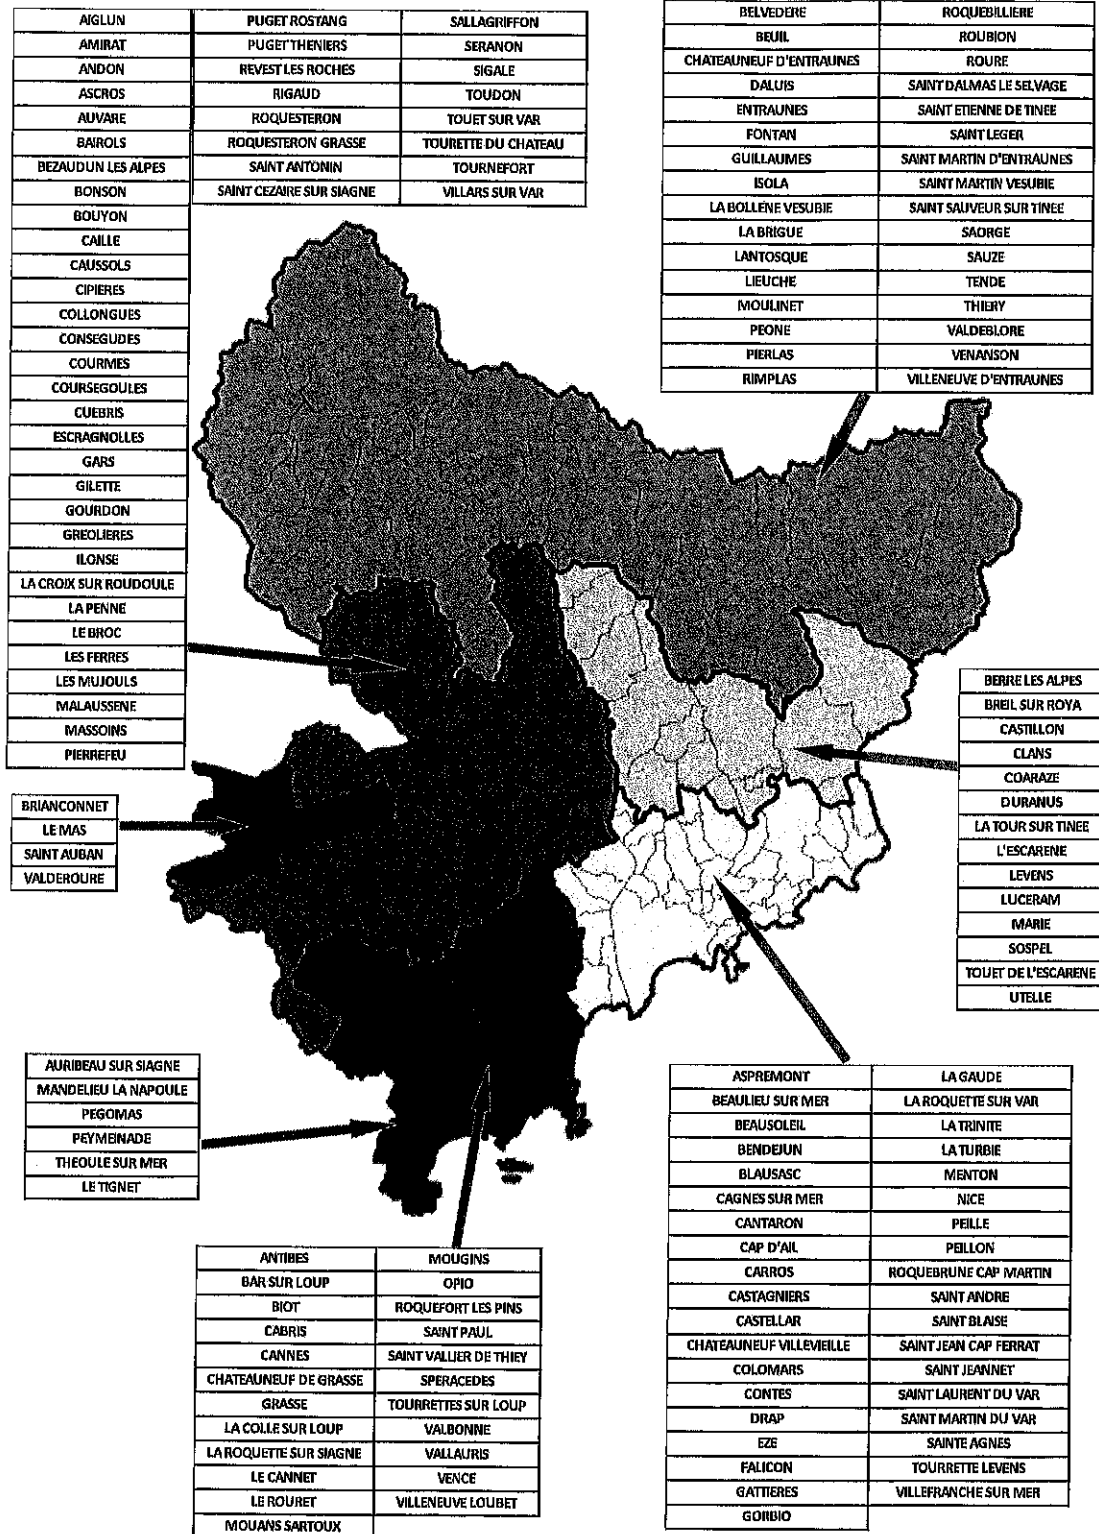 AIGLUN PUGET ROSTANG SALLAGRIFFON
AMIRAT PUGET THENIERS SERANON
ANDON REVEST LES ROCHES SIGALE
ASCROS RIGAUD TOUDON
AUVARE ROQUESTERON TOUET SUR VAR
BAIROLS ROQUESTERON GRASSE TOURETTE DU CHATEAU
BEZAUDUN LES ALPES SAINT ANTONIN TOURNEFORT
BONSON SAINT CEZAIRE SUR SIAGNE VILLARS SUR VAR
BOUYON
CAILLE
CAUSSOLS
CIPIERES
COLLONGUES
CONSEGUDES
COURMES
COURSEGOULES
CUEBRIS
ESCRAGNOLLES
GARS
GILETTE
GOURDON
GREOLIERES
ILONSE
LA CROIX SUR ROUDOULE
LA PENNE
LE BROC
LES FERRES
LES MUJOULS
MALAUSSENE
MASSOINS
PIERREFEU
BELVEDERE ROQUEBILLIERE
BEUIL ROUBION
CHATEAUNEUF D'ENTRAUNES ROURE
DALUIS SAINT DALMAS LE SELVAGE
ENTRAUNES SAINT ETIENNE DE TINEE
FONTAN SAINT LEGER
GUILLAUMES SAINT MARTIN D'ENTRAUNES
ISOLA SAINT MARTIN VESUBIE
LA BOLLENE VESUBIE SAINT SAUVEUR SUR TINEE
LA BRIGUE SAORGE
LANTOSQUE SAUZE
LIEUCHE TENDE
MOULINET THIERY
PEONE VALDEBLORE
PIERLAS VENANSON
RIMPLAS VILLENEUVE D'ENTRAUNES
BERRE LES ALPES
BREIL SUR ROYA
CASTILLON
CLANS
COARAZE
DURANUS
LA TOUR SUR TINEE
L'ESCARENE
LEVENS
LUCERAM
MARIE
SOSPEL
TOUET DE L'ESCARENE
UTELLE
BRIANCONNET
LE MAS
SAINT AUBAN
VALDEROURE
AURIBEAU SUR SIAGNE
MANDELIEU LA NAPOULE
PEGOMAS
PEYMEINADE
THEOULE SUR MER
LE TIGNET
ANTIBES MOUGINS
BAR SUR LOUP OPIO
BIOT ROQUEFORT LES PINS
CABRIS SAINT PAUL
CANNES SAINT VALLIER DE THIEY
CHATEAUNEUF DE GRASSE SPERACEDES
GRASSE TOURRETTES SUR LOUP
LA COLLE SUR LOUP VALBONNE
LA ROQUETTE SUR SIAGNE VALLAURIS
LE CANNET VENCE
LE ROURET VILLENEUVE LOUBET
MOUANS SARTOUX
ASPREMONT LA GAUDE
BEAULIEU SUR MER LA ROQUETTE SUR VAR
BEAUSOLEIL LA TRINITE
BENDEJUN LA TURBIE
BLAUSASC MENTON
CAGNES SUR MER NICE
CANTARON PEILLE
CAP D'AIL PEILLON
CARROS ROQUEBRUNE CAP MARTIN
CASTAGNIERS SAINT ANDRE
CASTELLAR SAINT BLAISE
CHATEAUNEUF VILLEVIEILLE SAINT JEAN CAP FERRAT
COLOMARS SAINT JEANNET
CONTES SAINT LAURENT DU VAR
DRAP SAINT MARTIN DU VAR
EZE SAINTE AGNES
FALICON TOURRETTE LEVENS
GATTIERES VILLEFRANCHE SUR MER
GORBIO